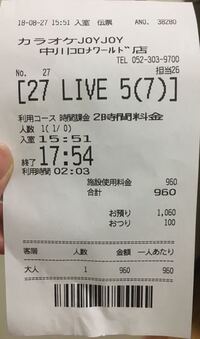 18-08-27 15:51 入室 伝票 ANO. 38280
カラオケJOYJOY
中川コロナワールド店
TEL 052-303-9700
No. 27 担当26
[27 LIVE 5(7)]
利用コース 時間課金 2時間料金
人数 1( 1/ 0)
入室 15:51
終了 17:54
利用時間 02:03
施設使用料金 960
合計 960
お預り 1,060
おつり 100
客層 人数 金額 一人あたり
大人 1 960 960